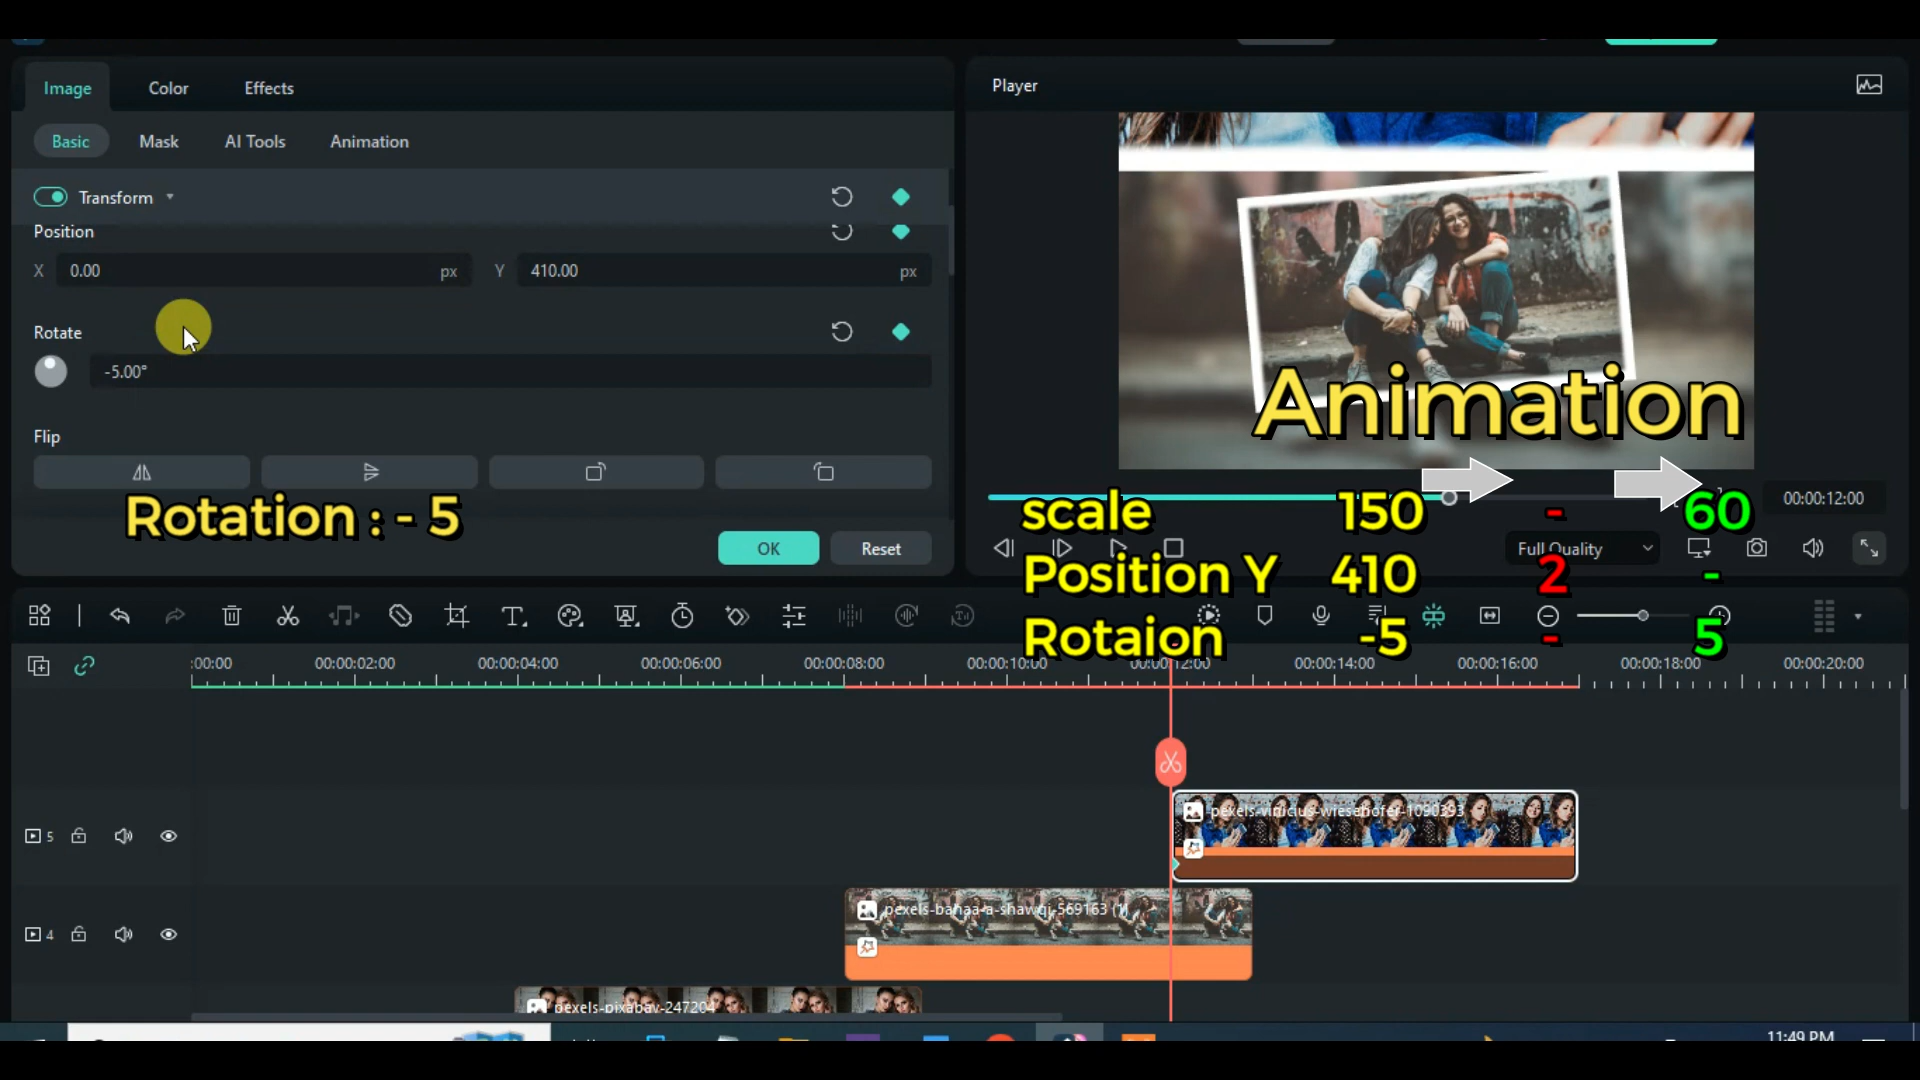 Image Color Effects
Player
Basic Mask AI Tools Animation
Transform
Position
X 0.00 px Y 410.00 px
Rotate
-5.00°
Flip
Animation
Rotation : - 5
scale 150 - 60
00:00:12:00
OK Reset
Full Quality
Position Y 410 2 -
Rotaion -5 - 5
:00:00 00:00:02:00 00:00:04:00 00:00:06:00 00:00:08:00 00:00:10:00 00:00:12:00 00:00:14:00 00:00:16:00 00:00:18:00 00:00:20:00
pexels-vinicius-wiesehofer-1090393
5
pexels-bahaa-a-shawqi-569163 (1)
4
pexels-pixabay-247204
11:49 PM